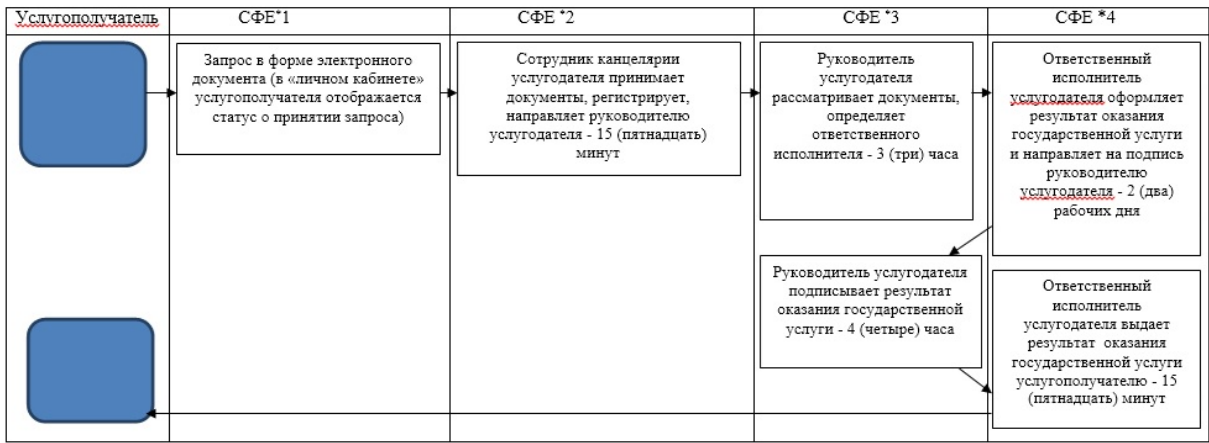 Услугополучатель
СФЕ*1
СФЕ *2
СФЕ *3
СФЕ *4
Запрос в форме электронного
документа (в «личном кабинете»
услугополучателя отображается
статус о принятии запроса)
Сотрудник канцелярии
услугодателя принимает
документы, регистрирует,
направляет руководителю
услугодателя - 15 (пятнадцать)
минут
Руководитель
услугодателя
рассматривает документы,
определяет
ответственного
исполнителя - 3 (три) часа
Ответственный
исполнитель
услугодателя оформляет
результат оказания
государственной услуги
и направляет на подпись
руководителю
услугодателя - 2 (два)
рабочих дня
Руководитель услугодателя
подписывает результат
оказания государственной
услуги - 4 (четыре) часа
Ответственный
исполнитель
услугодателя выдает
результат оказания
государственной услуги
услугополучателю - 15
(пятнадцать) минут